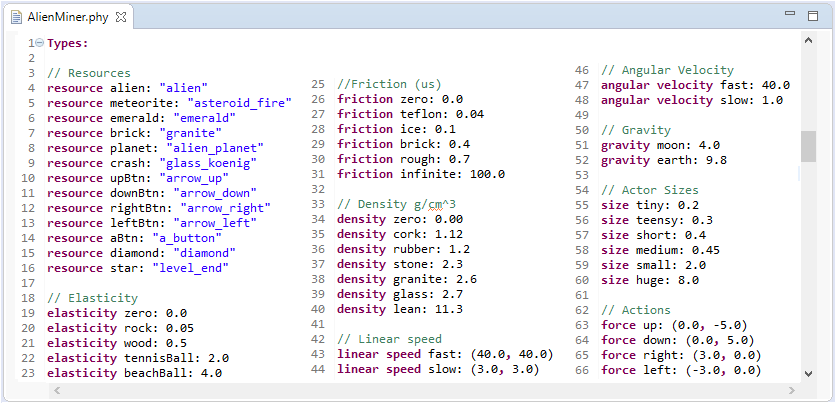 AlienMiner.phy
1 Types:
2
3 // Resources
4 resource alien: "alien"
5 resource meteorite: "asteroid_fire"
6 resource emerald: "emerald"
7 resource brick: "granite"
8 resource planet: "alien_planet"
9 resource crash: "glass_koenig"
10 resource upBtn: "arrow_up"
11 resource downBtn: "arrow_down"
12 resource rightBtn: "arrow_right"
13 resource leftBtn: "arrow_left"
14 resource aBtn: "a_button"
15 resource diamond: "diamond"
16 resource star: "level_end"
17
18 // Elasticity
19 elasticity zero: 0.0
20 elasticity rock: 0.05
21 elasticity wood: 0.5
22 elasticity tennisBall: 2.0
23 elasticity beachBall: 4.0
25 //Friction (us)
26 friction zero: 0.0
27 friction teflon: 0.04
28 friction ice: 0.1
29 friction brick: 0.4
30 friction rough: 0.7
31 friction infinite: 100.0
32
33 // Density g/cm^3
34 density zero: 0.00
35 density cork: 1.12
36 density rubber: 1.2
37 density stone: 2.3
38 density granite: 2.6
39 density glass: 2.7
40 density lean: 11.3
41
42 // Linear speed
43 linear speed fast: (40.0, 40.0)
44 linear speed slow: (3.0, 3.0)
46 // Angular Velocity
47 angular velocity fast: 40.0
48 angular velocity slow: 1.0
49
50 // Gravity
51 gravity moon: 4.0
52 gravity earth: 9.8
53
54 // Actor Sizes
55 size tiny: 0.2
56 size teensy: 0.3
57 size short: 0.4
58 size medium: 0.45
59 size small: 2.0
60 size huge: 8.0
61
62 // Actions
63 force up: (0.0, -5.0)
64 force down: (0.0, 5.0)
65 force right: (3.0, 0.0)
66 force left: (-3.0, 0.0)